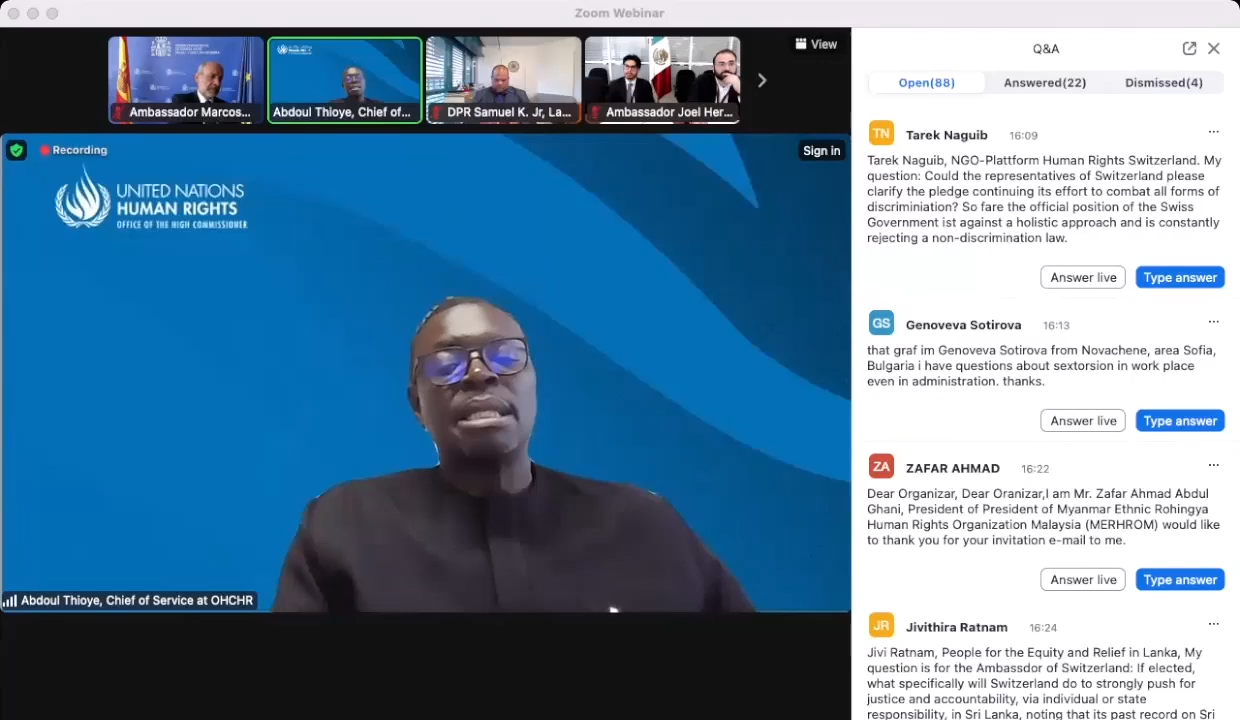 Zoom Webinar
View
Ambassador Marcos...
Abdoul Thioye, Chief of...
DPR Samuel K. Jr, La...
Ambassador Joel Her...
Recording
Sign in
UNITED NATIONS
HUMAN RIGHTS
OFFICE OF THE HIGH COMMISSIONER
Abdoul Thioye, Chief of Service at OHCHR
Q&A
Open(88)
Answered(22)
Dismissed(4)
TN
Tarek Naguib 16:09
Tarek Naguib, NGO-Plattform Human Rights Switzerland. My
question: Could the representatives of Switzerland please
clarify the pledge continuing its effort to combat all forms of
discriminiation? So fare the official position of the Swiss
Government ist against a holistic approach and is constantly
rejecting a non-discrimination law.
Answer live
Type answer
GS
Genoveva Sotirova 16:13
that graf im Genoveva Sotirova from Novachene, area Sofia,
Bulgaria i have questions about sextorsion in work place
even in administration. thanks.
Answer live
Type answer
ZA
ZAFAR AHMAD 16:22
Dear Organizar, Dear Oranizar,I am Mr. Zafar Ahmad Abdul
Ghani, President of President of Myanmar Ethnic Rohingya
Human Rights Organization Malaysia (MERHROM) would like
to thank you for your invitation e-mail to me.
Answer live
Type answer
JR
Jivithira Ratnam 16:24
Jivi Ratnam, People for the Equity and Relief in Lanka, My
question is for the Ambassdor of Switzerland: If elected,
what specifically will Switzerland do to strongly push for
justice and accountability, via individual or state
responsibility, in Sri Lanka, noting that its past record on Sri